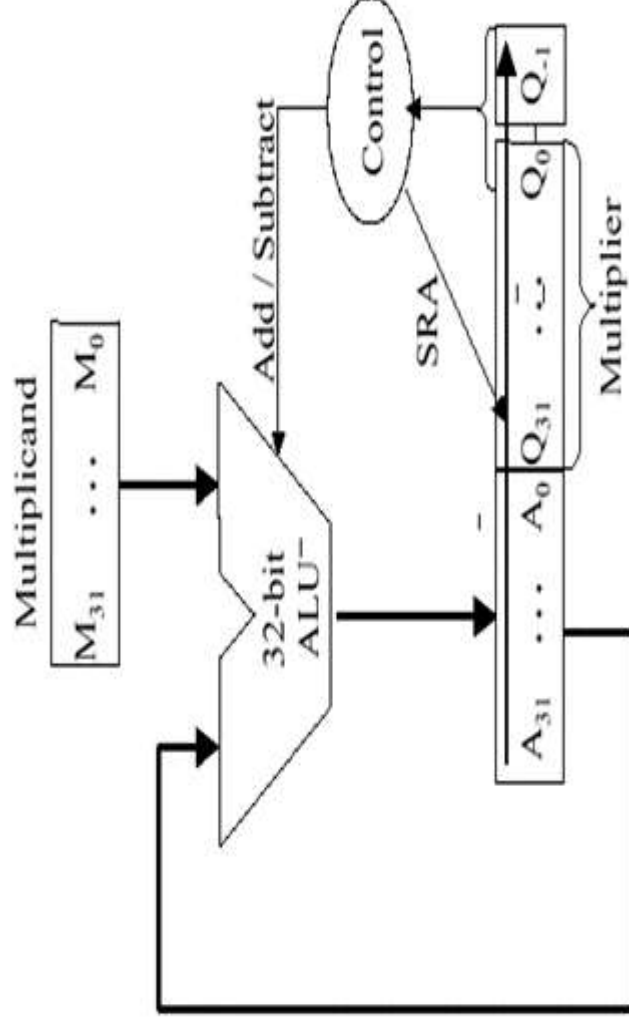 Multiplicand
M31 ... M0
32-bit
ALU
Add / Subtract
Control
SRA
A31 ... A0 Q31 ... Q0 Q-1
Multiplier